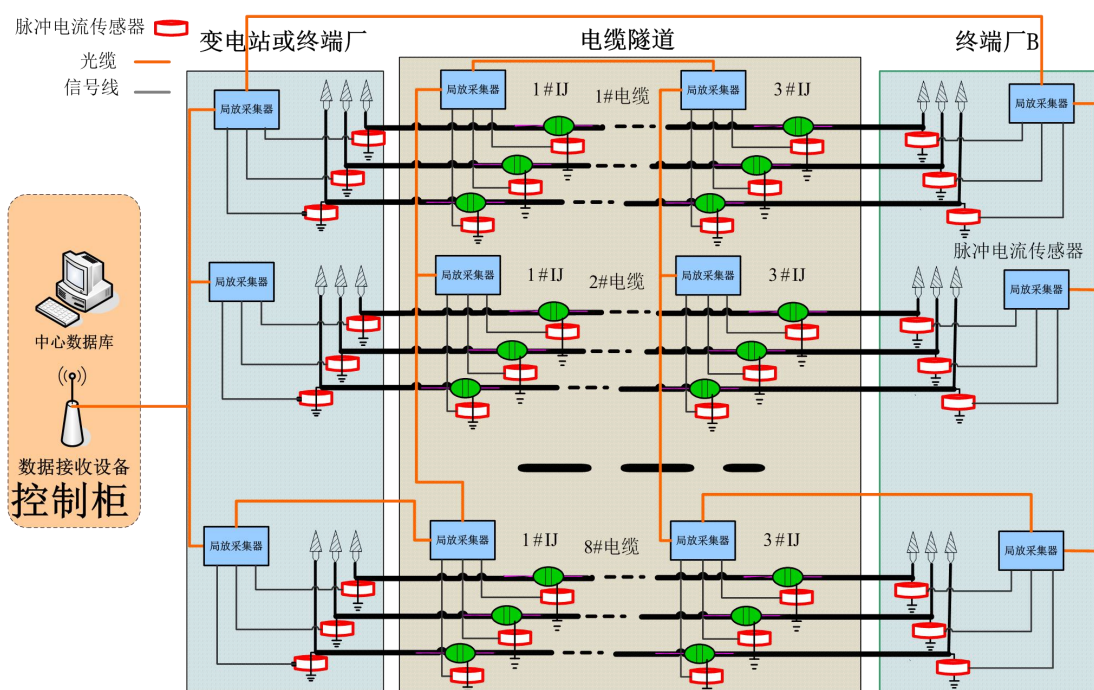 脉冲电流传感器
光缆
信号线
变电站或终端厂
电缆隧道
终端厂B
局放采集器
局放采集器
1#IJ
1#电缆
局放采集器
3#IJ
局放采集器
局放采集器
局放采集器
1#IJ
2#电缆
局放采集器
3#IJ
脉冲电流传感器
局放采集器
中心数据库
数据接收设备
控制柜
局放采集器
局放采集器
1#IJ
8#电缆
局放采集器
3#IJ
局放采集器